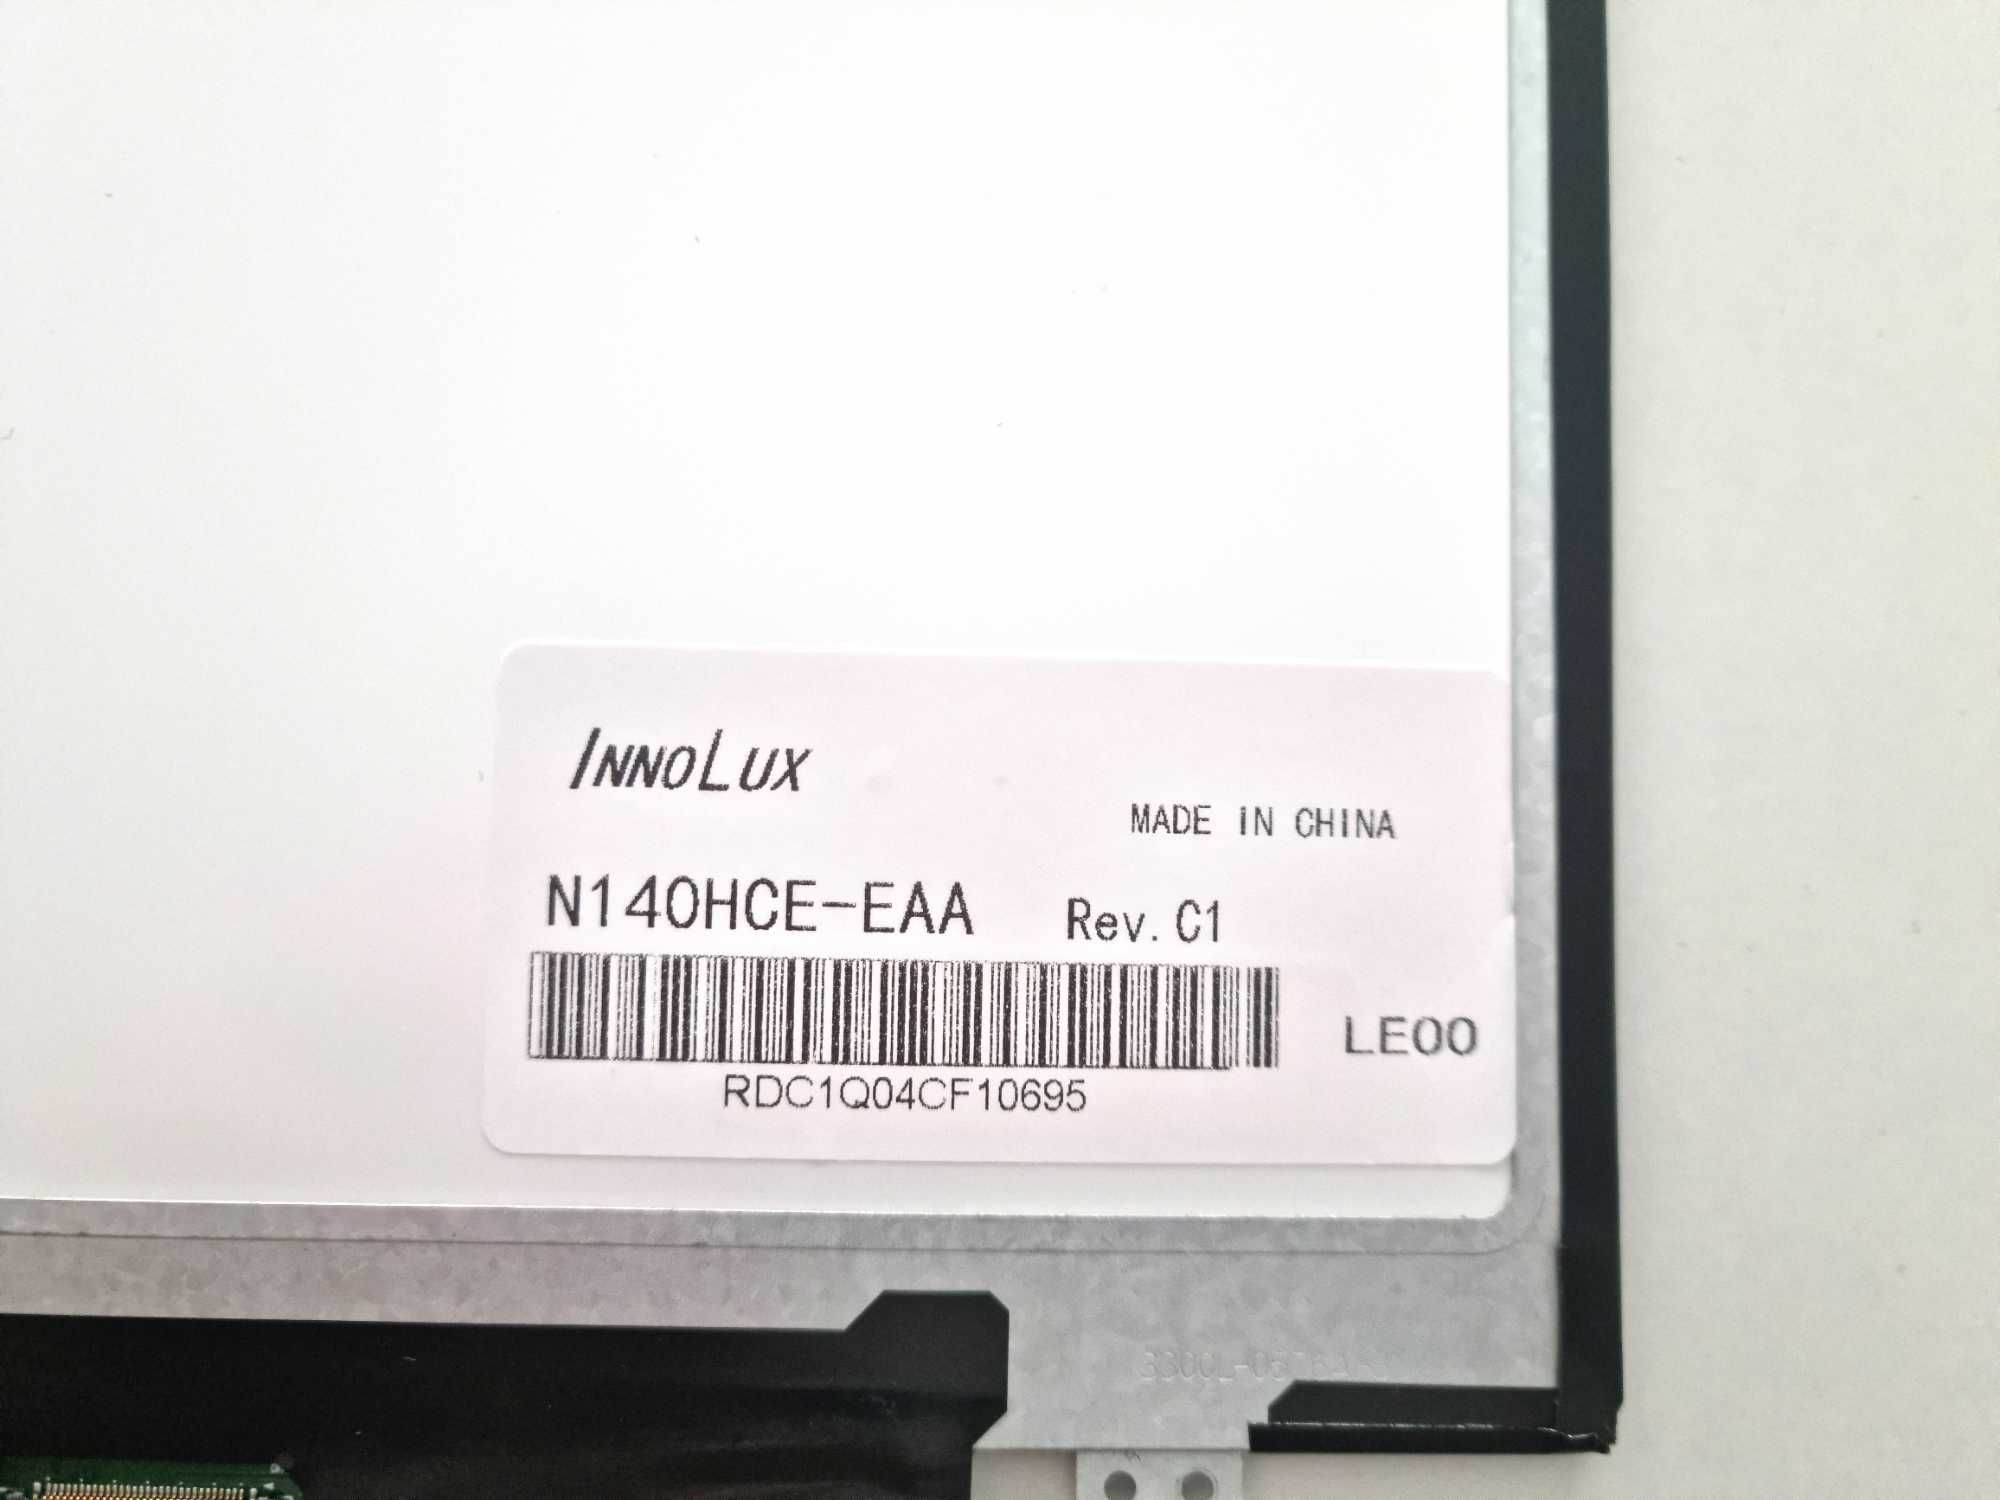 INNOLUX
MADE IN CHINA
N140HCE-EAA Rev. C1
LE00
RDC1Q04CF10695